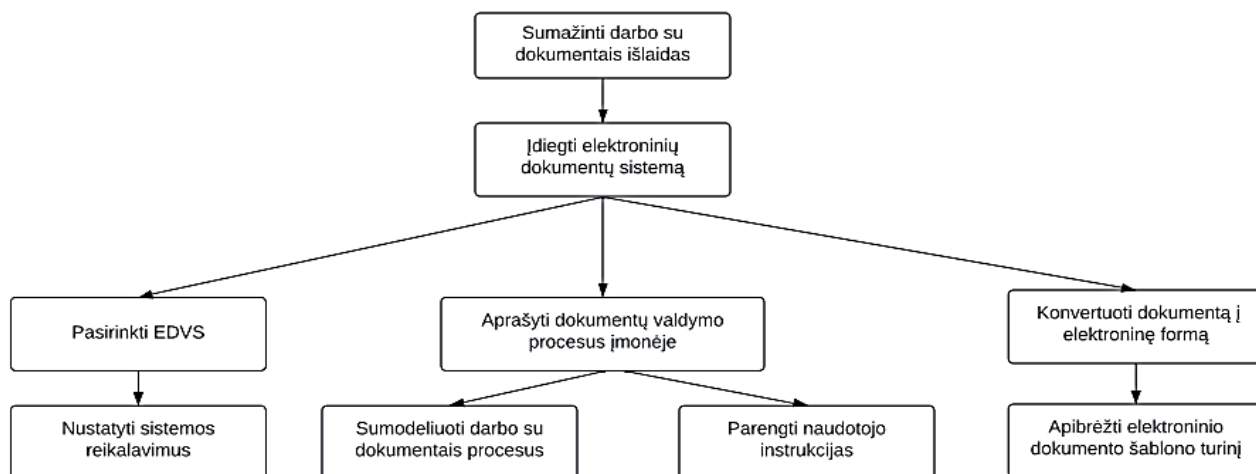 Sumažinti darbo su
dokumentais išlaidas
Įdiegti elektroninių
dokumentų sistemą
Pasirinkti EDVS
Aprašyti dokumentų valdymo
procesus įmonėje
Konvertuoti dokumentą į
elektroninę formą
Nustatyti sistemos
reikalavimus
Sumodeliuoti darbo su
dokumentais procesus
Parengti naudotojo
instrukcijas
Apibrėžti elektroninio
dokumento šablono turinį